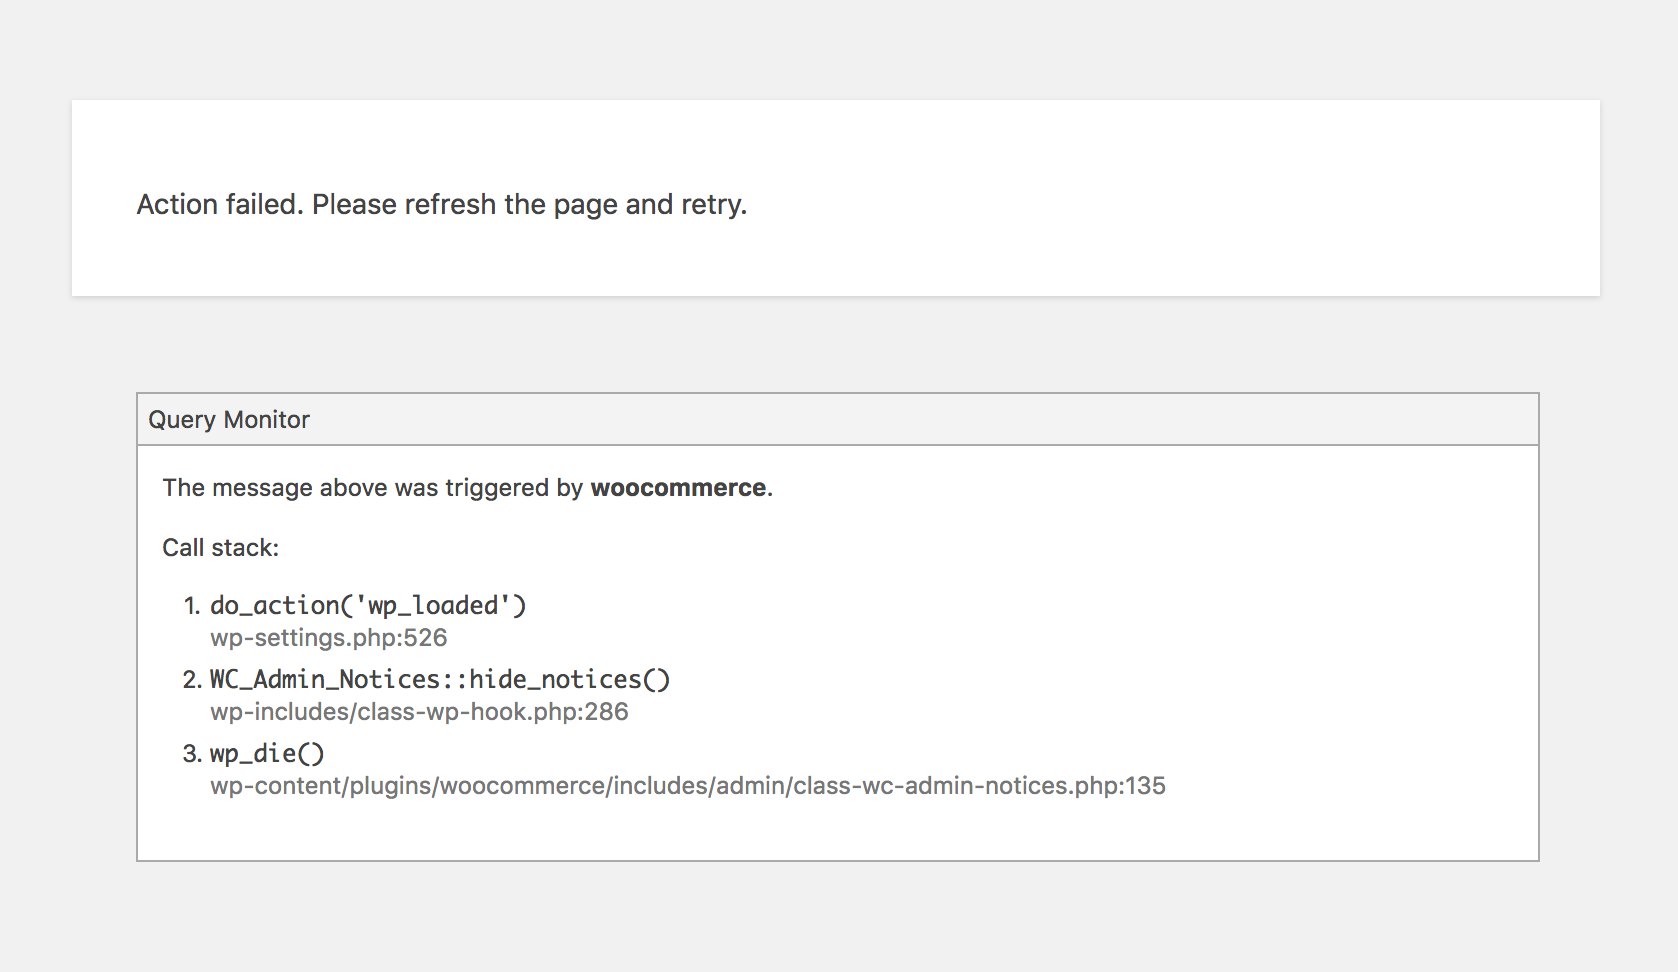 Action failed. Please refresh the page and retry.
Query Monitor
The message above was triggered by woocommerce.
Call stack:
1. do_action('wp_loaded')
wp-settings.php:526
2. WC_Admin_Notices::hide_notices()
wp-includes/class-wp-hook.php:286
3. wp_die()
wp-content/plugins/woocommerce/includes/admin/class-wc-admin-notices.php:135